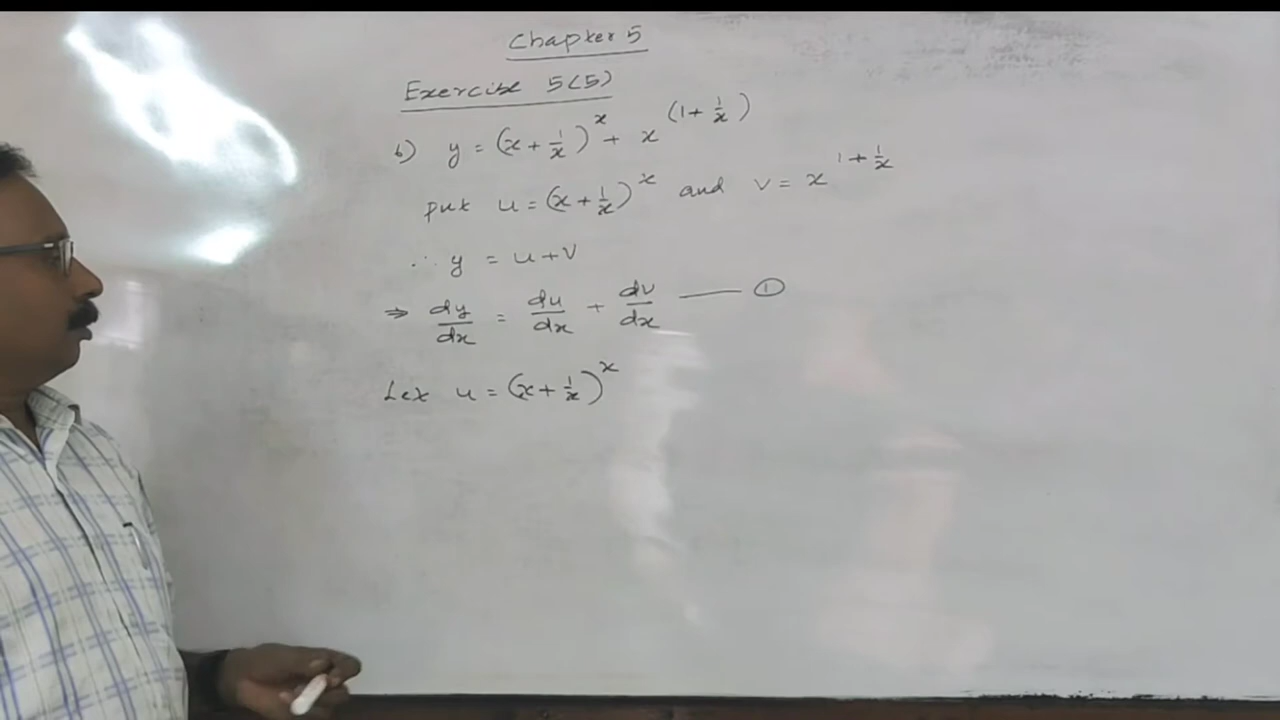 Chapter 5
Exercise 5(5)
6) y = (x + 1/x)^x + x^(1 + 1/x)
put u = (x + 1/x)^x and v = x^1 + 1/x
∴ y = u + v
⇒ dy/dx = du/dx + dv/dx —— ①
Let u = (x + 1/x)^x